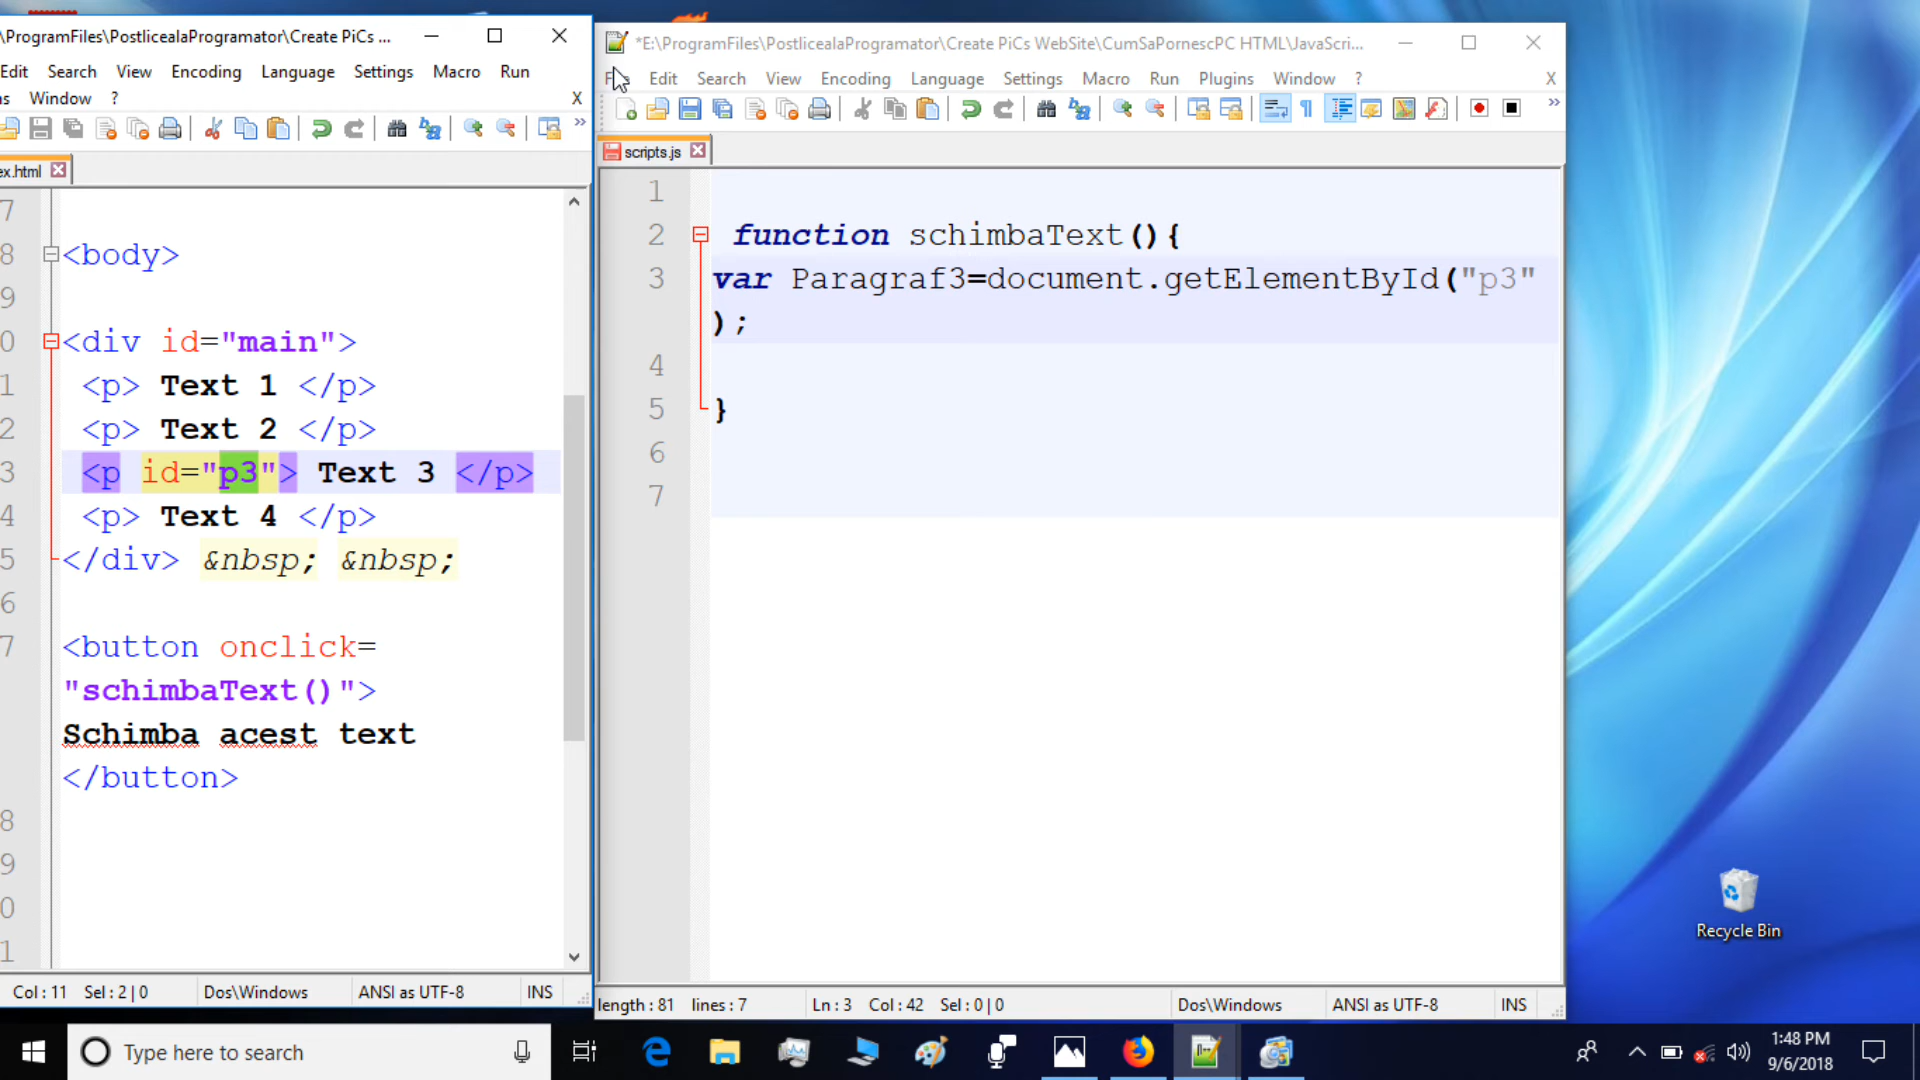 \ProgramFiles\PostlicealaProgramator\Create PiCs ...
Edit Search View Encoding Language Settings Macro Run
Window ? X
ex.html
<body>
<div id="main">
<p> Text 1 </p>
<p> Text 2 </p>
<p id="p3"> Text 3 </p>
<p> Text 4 </p>
</div> &nbsp; &nbsp;
<button onclick=
"schimbaText()">
Schimba acest text
</button>
Col : 11 Sel : 2 | 0 Dos\Windows ANSI as UTF-8 INS
*E:\ProgramFiles\PostlicealaProgramator\Create PiCs WebSite\CumSaPornescPC HTML\JavaScri...
Edit Search View Encoding Language Settings Macro Run Plugins Window ? X
scripts.js
1
2 function schimbaText(){
3 var Paragraf3=document.getElementById("p3"
);
4
5 }
6
7
length : 81 lines : 7 Ln : 3 Col : 42 Sel : 0 | 0 Dos\Windows ANSI as UTF-8 INS
Recycle Bin
Type here to search
1:48 PM
9/6/2018